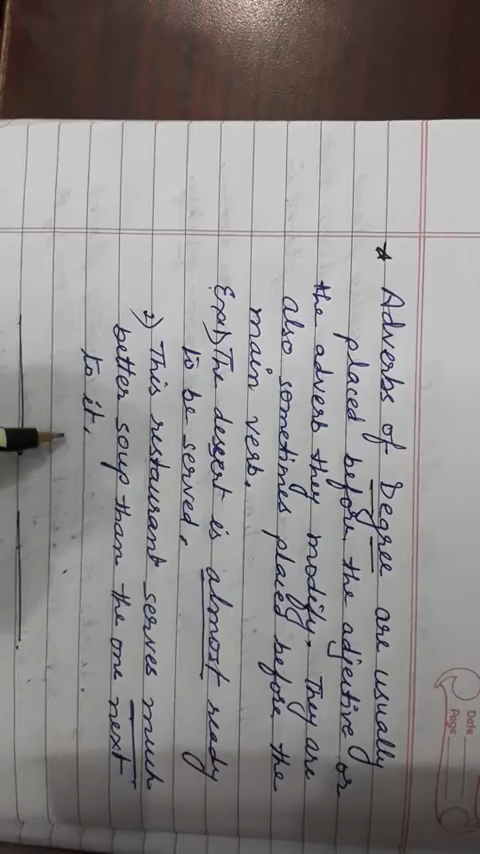 * Adverbs of Degree are usually
placed before the adjective or
the adverb they modify. They are
also sometimes placed before the
main verb.
Exp 1) The desert is almost ready
to be served.
2) This restaurant serves much
better soup than the one next
to it.
Date
Page